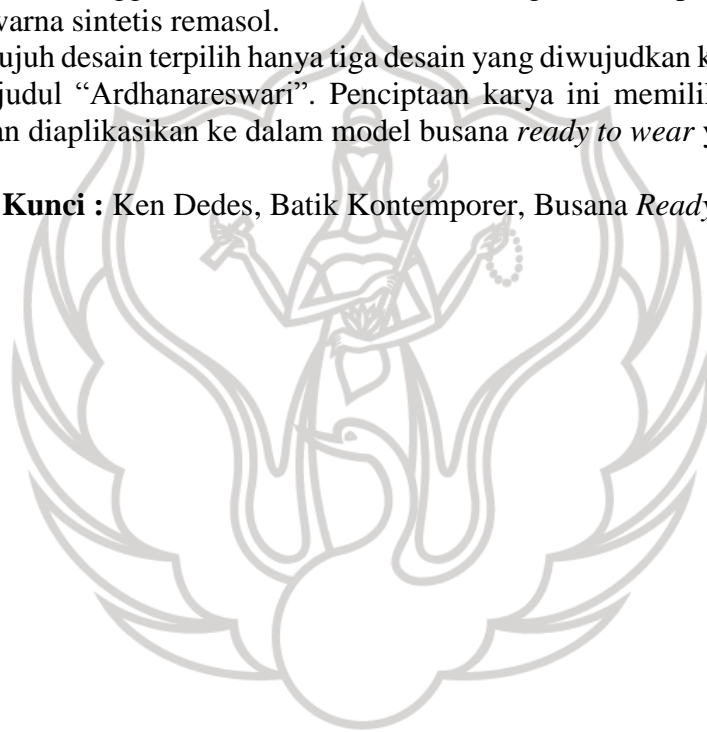 warna sintetis remasol.
ujuh desain terpilih hanya tiga desain yang diwujudkan k
judul “Ardhanareswari”. Penciptaan karya ini memilik
an diaplikasikan ke dalam model busana ready to wear y
Kunci : Ken Dedes, Batik Kontemporer, Busana Ready